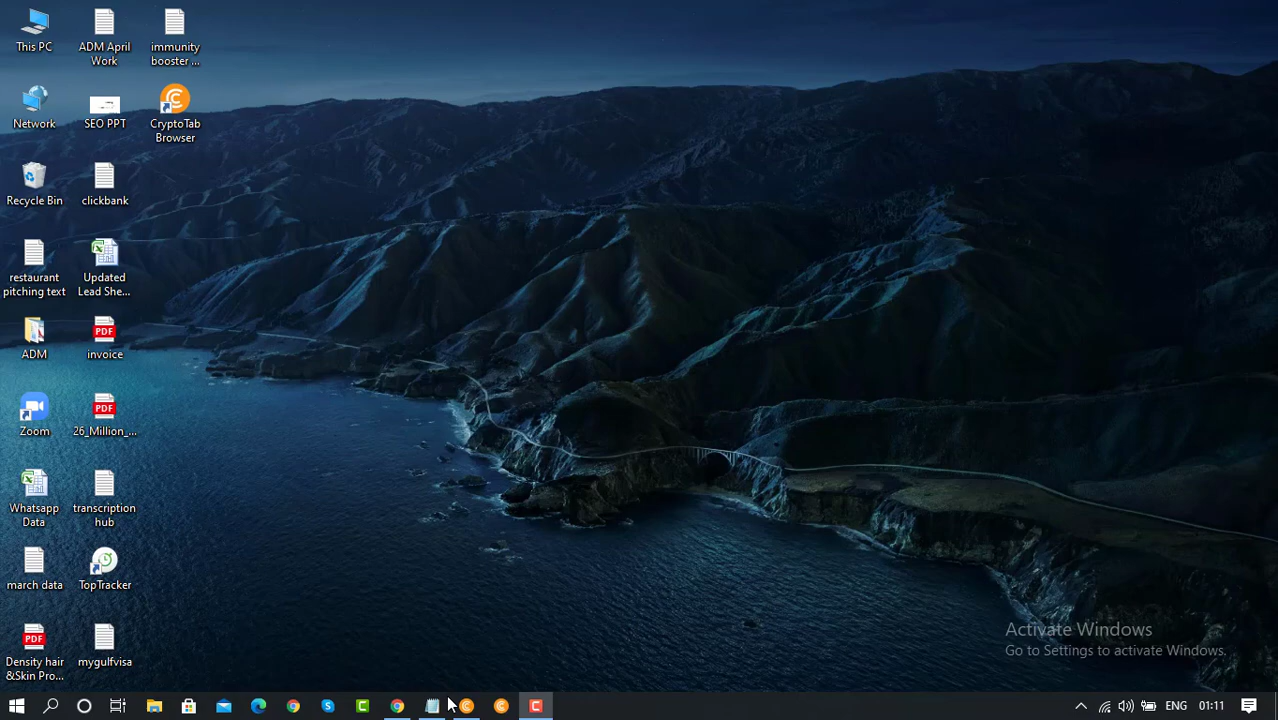 This PC
ADM April
Work
immunity
booster ...
Network
SEO PPT
CryptoTab
Browser
Recycle Bin
clickbank
restaurant
pitching text
Updated
Lead She...
ADM
PDF
invoice
Zoom
PDF
26_Million_...
Whatsapp
Data
transcription
hub
march data
TopTracker
PDF
Density hair
&Skin Pro...
mygulfvisa
Activate Windows
Go to Settings to activate Windows.
ENG
01:11